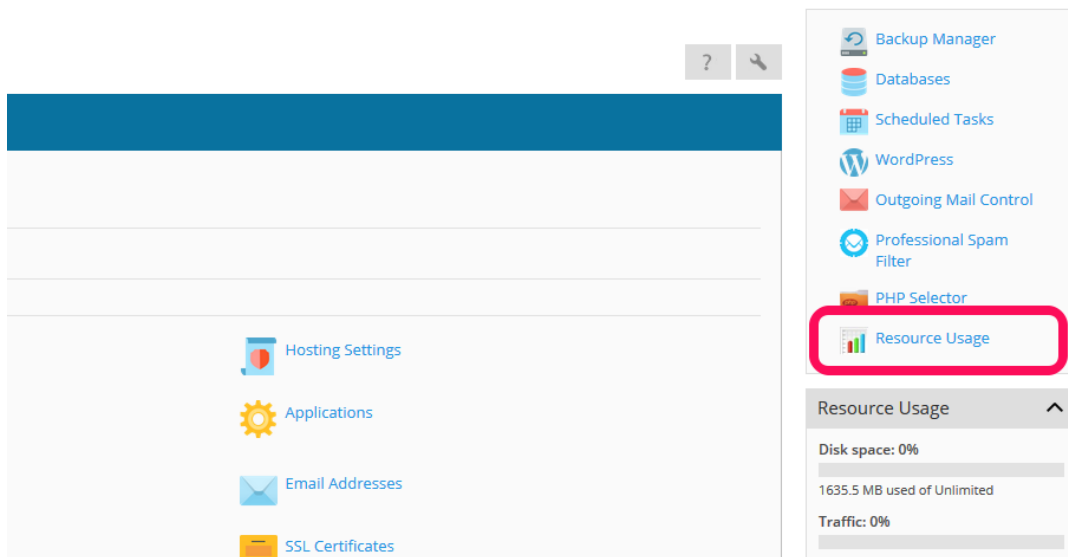 ?
Hosting Settings
Applications
Email Addresses
SSL Certificates
Backup Manager
Databases
Scheduled Tasks
WordPress
Outgoing Mail Control
Professional Spam
Filter
PHP Selector
Resource Usage
Resource Usage
Disk space: 0%
1635.5 MB used of Unlimited
Traffic: 0%